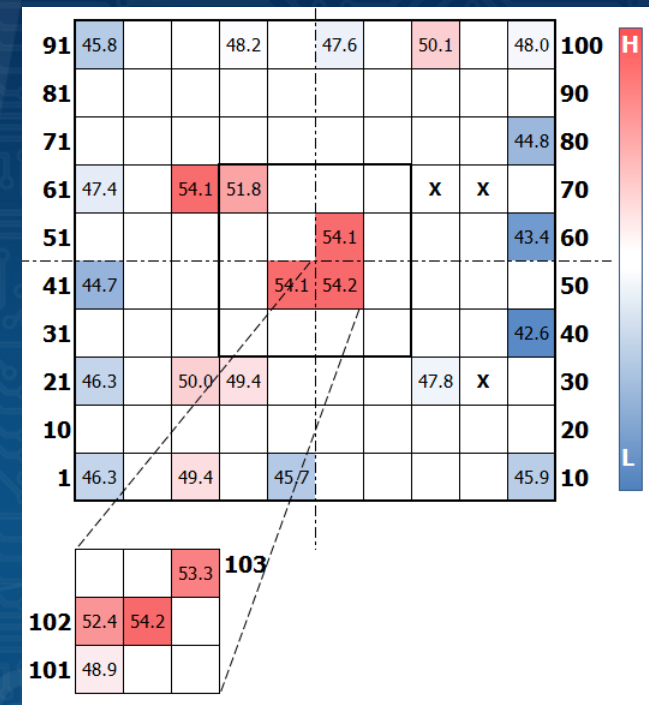 91 45.8 48.2 47.6 50.1 48.0 100 H
81 90
71 44.8 80
61 47.4 54.1 51.8 X X 70
51 54.1 43.4 60
41 44.7 54.1 54.2 50
31 42.6 40
21 46.3 50.0 49.4 47.8 X 30
10 20 L
1 46.3 49.4 45.7 45.9 10
53.3 103
102 52.4 54.2
101 48.9